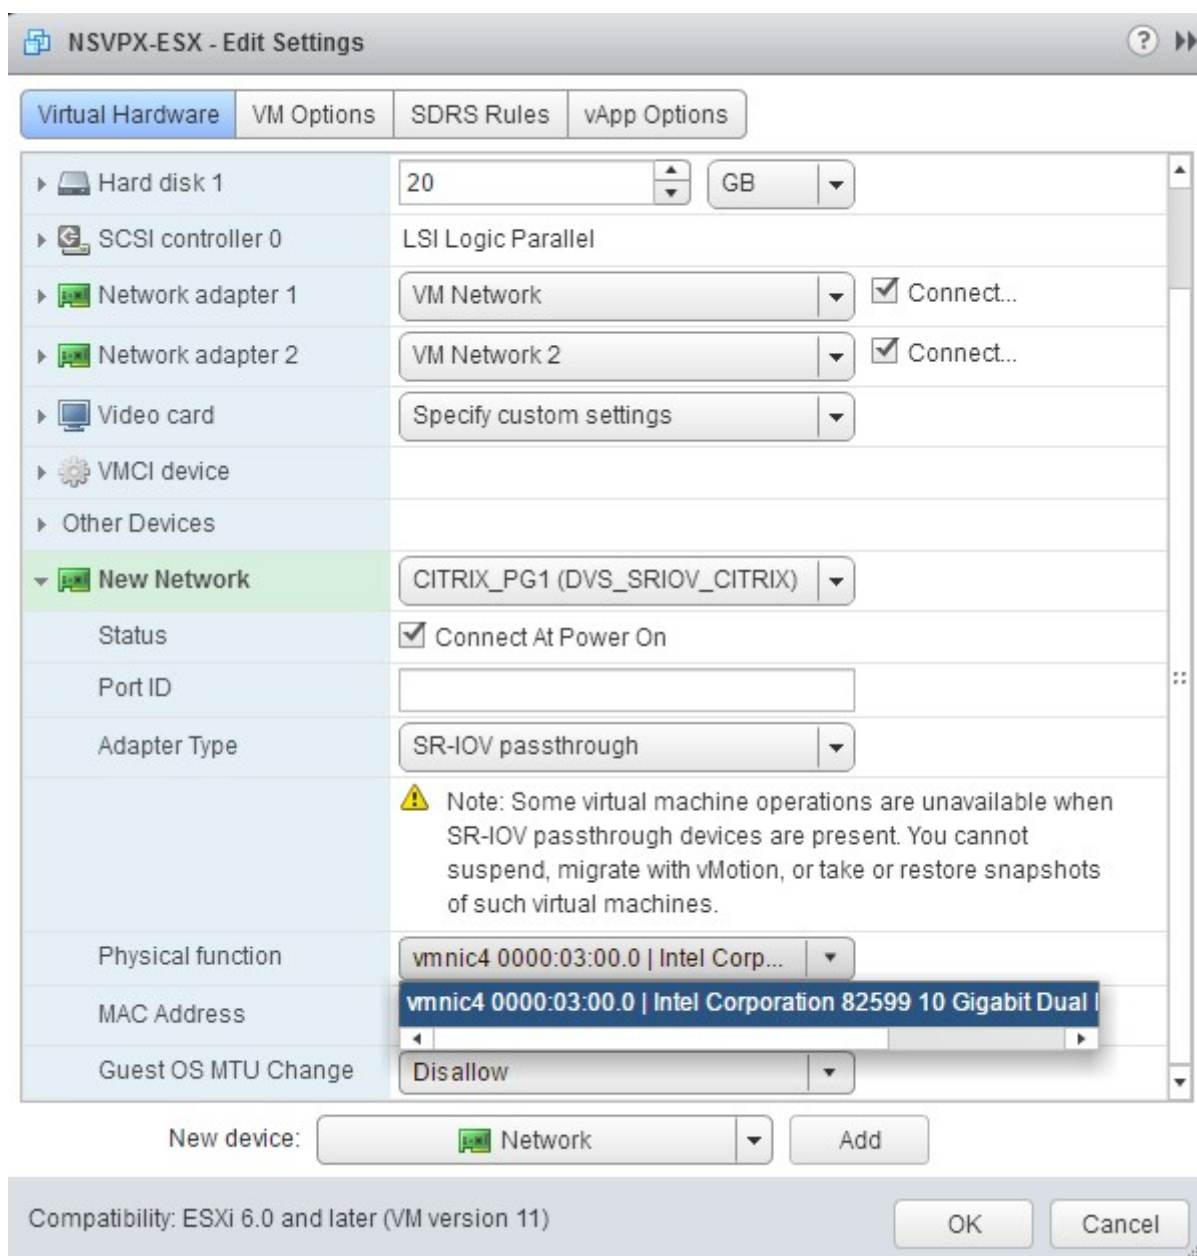 NSVPX-ESX - Edit Settings
Virtual Hardware VM Options SDRS Rules vApp Options
Hard disk 1 20 GB
SCSI controller 0 LSI Logic Parallel
Network adapter 1 VM Network Connect...
Network adapter 2 VM Network 2 Connect...
Video card Specify custom settings
VMCI device
Other Devices
New Network CITRIX_PG1 (DVS_SRIOV_CITRIX)
Status Connect At Power On
Port ID
Adapter Type SR-IOV passthrough
Note: Some virtual machine operations are unavailable when
SR-IOV passthrough devices are present. You cannot
suspend, migrate with vMotion, or take or restore snapshots
of such virtual machines.
Physical function vmnic4 0000:03:00.0 | Intel Corp...
vmnic4 0000:03:00.0 | Intel Corporation 82599 10 Gigabit Dual
MAC Address
Guest OS MTU Change Disallow
New device: Network Add
Compatibility: ESXi 6.0 and later (VM version 11) OK Cancel